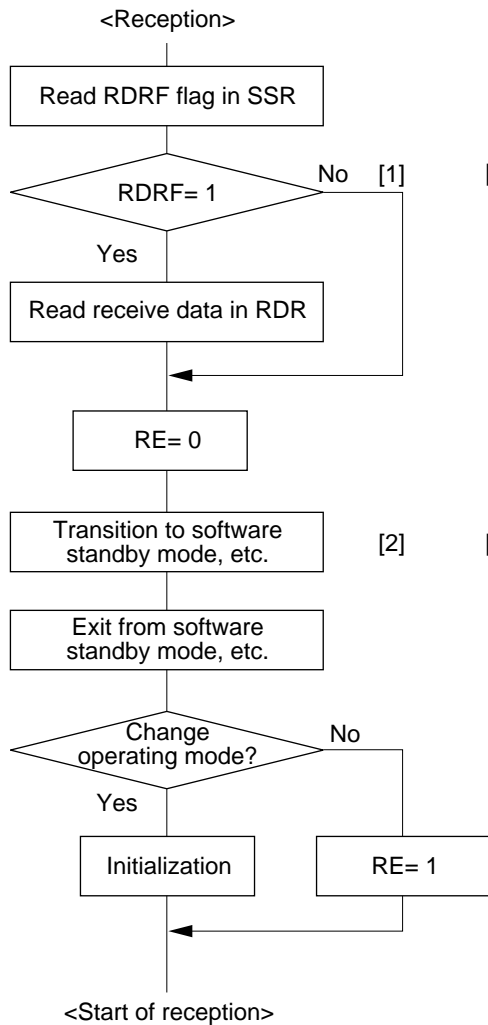 <Reception>
Read RDRF flag in SSR
RDRF= 1
No [1] [
Yes
Read receive data in RDR
RE= 0
Transition to software
standby mode, etc.
[2] [
Exit from software
standby mode, etc.
Change
operating mode?
No
Yes
Initialization
RE= 1
<Start of reception>